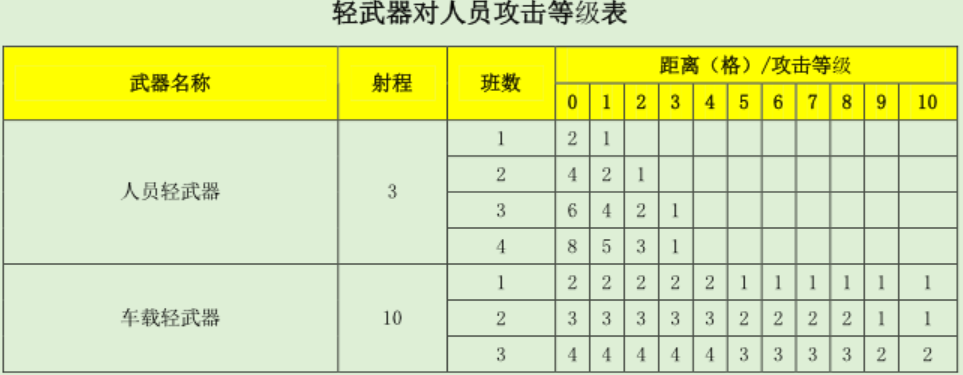 轻武器对人员攻击等级表
武器名称 射程 班数 距离（格）/攻击等级
0 1 2 3 4 5 6 7 8 9 10
人员轻武器 3
1 2 1
2 4 2 1
3 6 4 2 1
4 8 5 3 1
车载轻武器 10
1 2 2 2 2 2 1 1 1 1 1 1
2 3 3 3 3 3 2 2 2 2 1 1
3 4 4 4 4 4 3 3 3 3 2 2